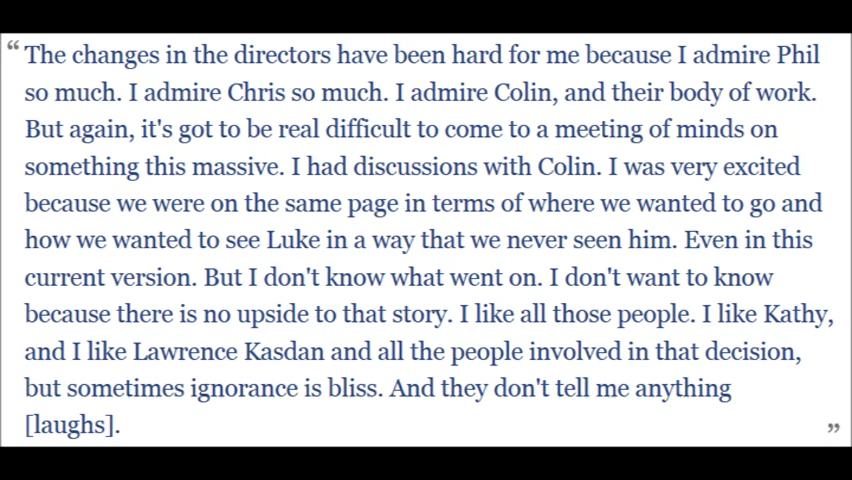 “ The changes in the directors have been hard for me because I admire Phil
so much. I admire Chris so much. I admire Colin, and their body of work.
But again, it's got to be real difficult to come to a meeting of minds on
something this massive. I had discussions with Colin. I was very excited
because we were on the same page in terms of where we wanted to go and
how we wanted to see Luke in a way that we never seen him. Even in this
current version. But I don't know what went on. I don't want to know
because there is no upside to that story. I like all those people. I like Kathy,
and I like Lawrence Kasdan and all the people involved in that decision,
but sometimes ignorance is bliss. And they don't tell me anything
[laughs]. ”